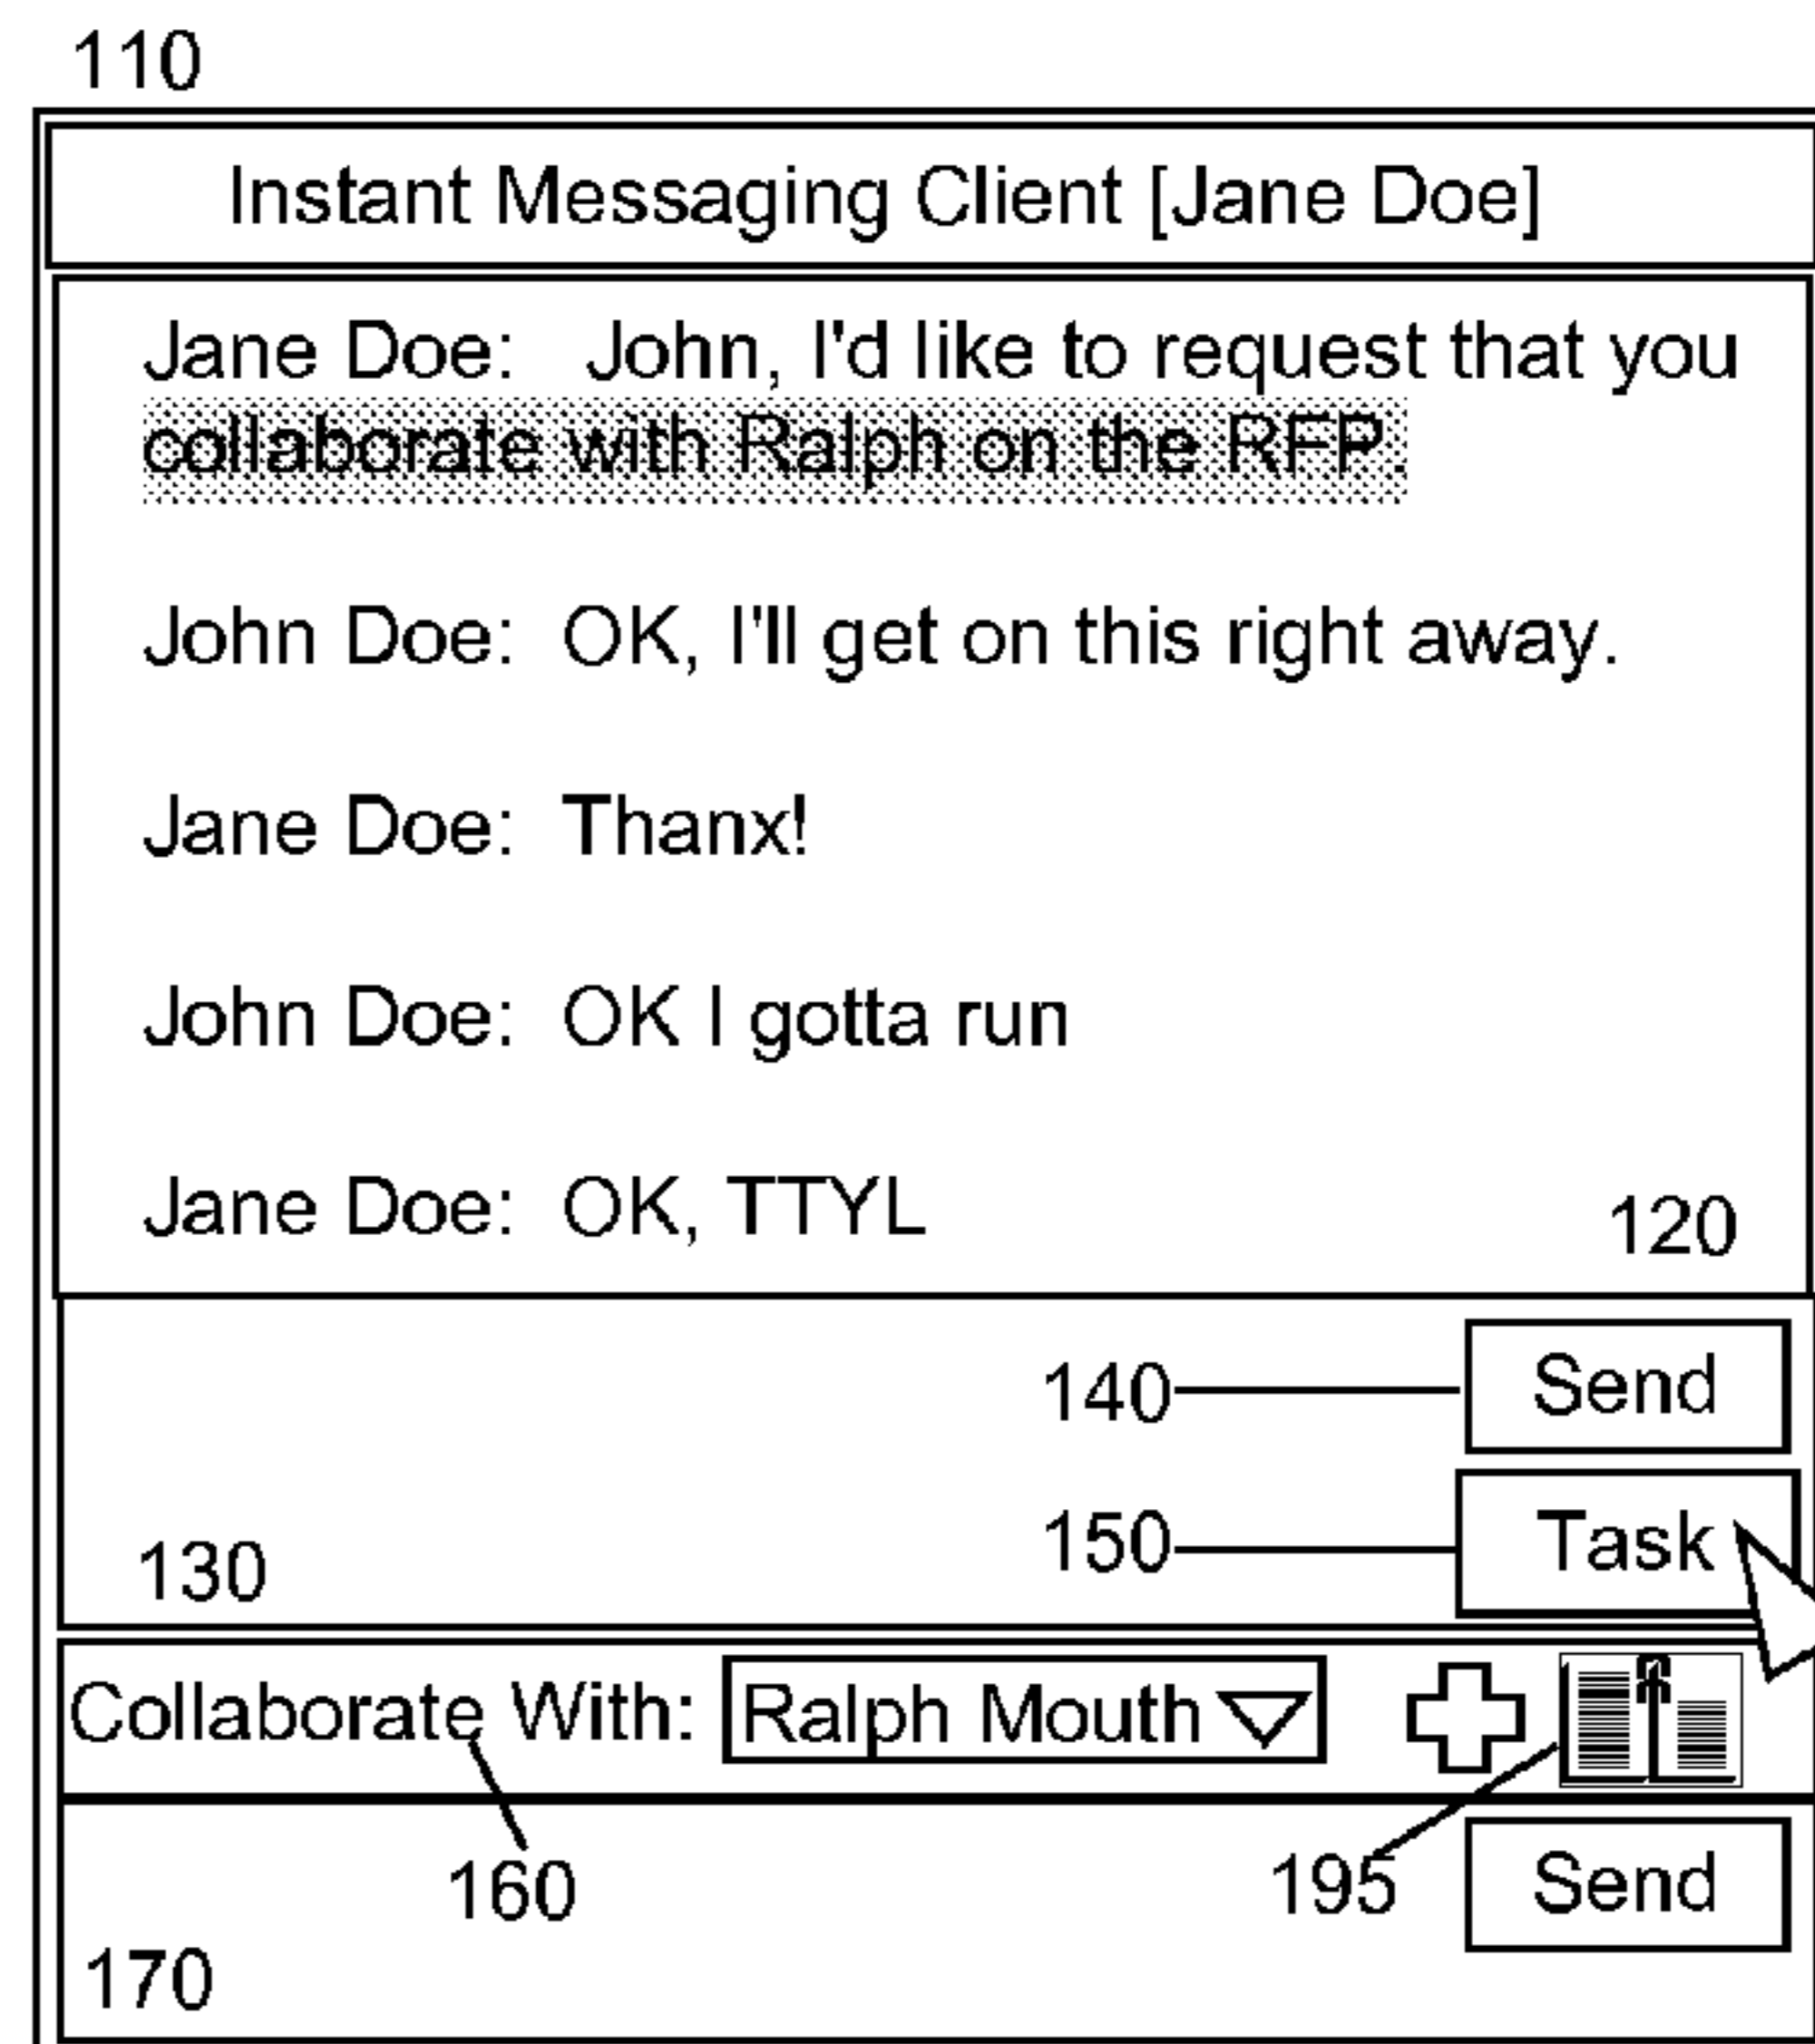 110
Instant Messaging Client [Jane Doe]
Jane Doe: John, I'd like to request that you
collaborate with Ralph on the RFP.
John Doe: OK, I'll get on this right away.
Jane Doe: Thanx!
John Doe: OK I gotta run
Jane Doe: OK, TTYL
120
140 Send
150 Task
130
Collaborate With: Ralph Mouth
160 195 Send
170